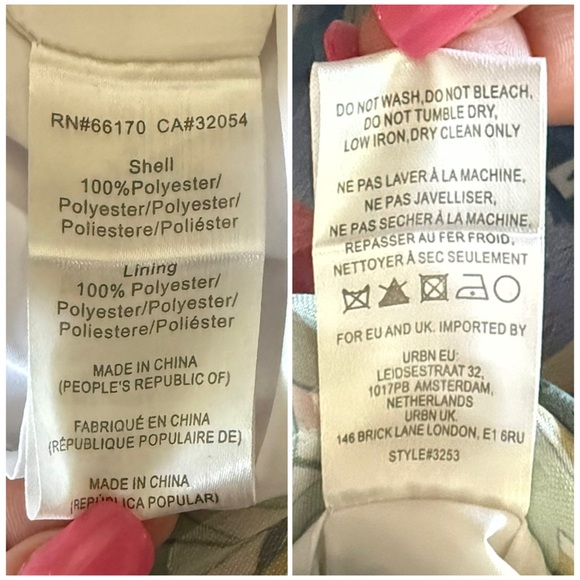 RN#66170 CA#32054
Shell
100%Polyester/
Polyester/Polyester/
Poliestere/Poliéster
Lining
100% Polyester/
Polyester/Polyester/
Poliestere/Poliéster
MADE IN CHINA
(PEOPLE'S REPUBLIC OF)
FABRIQUÉ EN CHINA
(RÉPUBLIQUE POPULAIRE DE)
MADE IN CHINA
(REPÚBLICA POPULAR)
DO NOT WASH,DO NOT BLEACH,
DO NOT TUMBLE DRY,
LOW IRON,DRY CLEAN ONLY
NE PAS LAVER À LA MACHINE,
NE PAS JAVELLISER,
NE PAS SECHER À LA MACHINE,
REPASSER AU FER FROID,
NETTOYER À SEC SEULEMENT
FOR EU AND UK. IMPORTED BY
URBN EU:
LEIDSESTRAAT 32,
1017PB AMSTERDAM,
NETHERLANDS
URBN UK.
146 BRICK LANE LONDON, E1 6RU
STYLE#3253